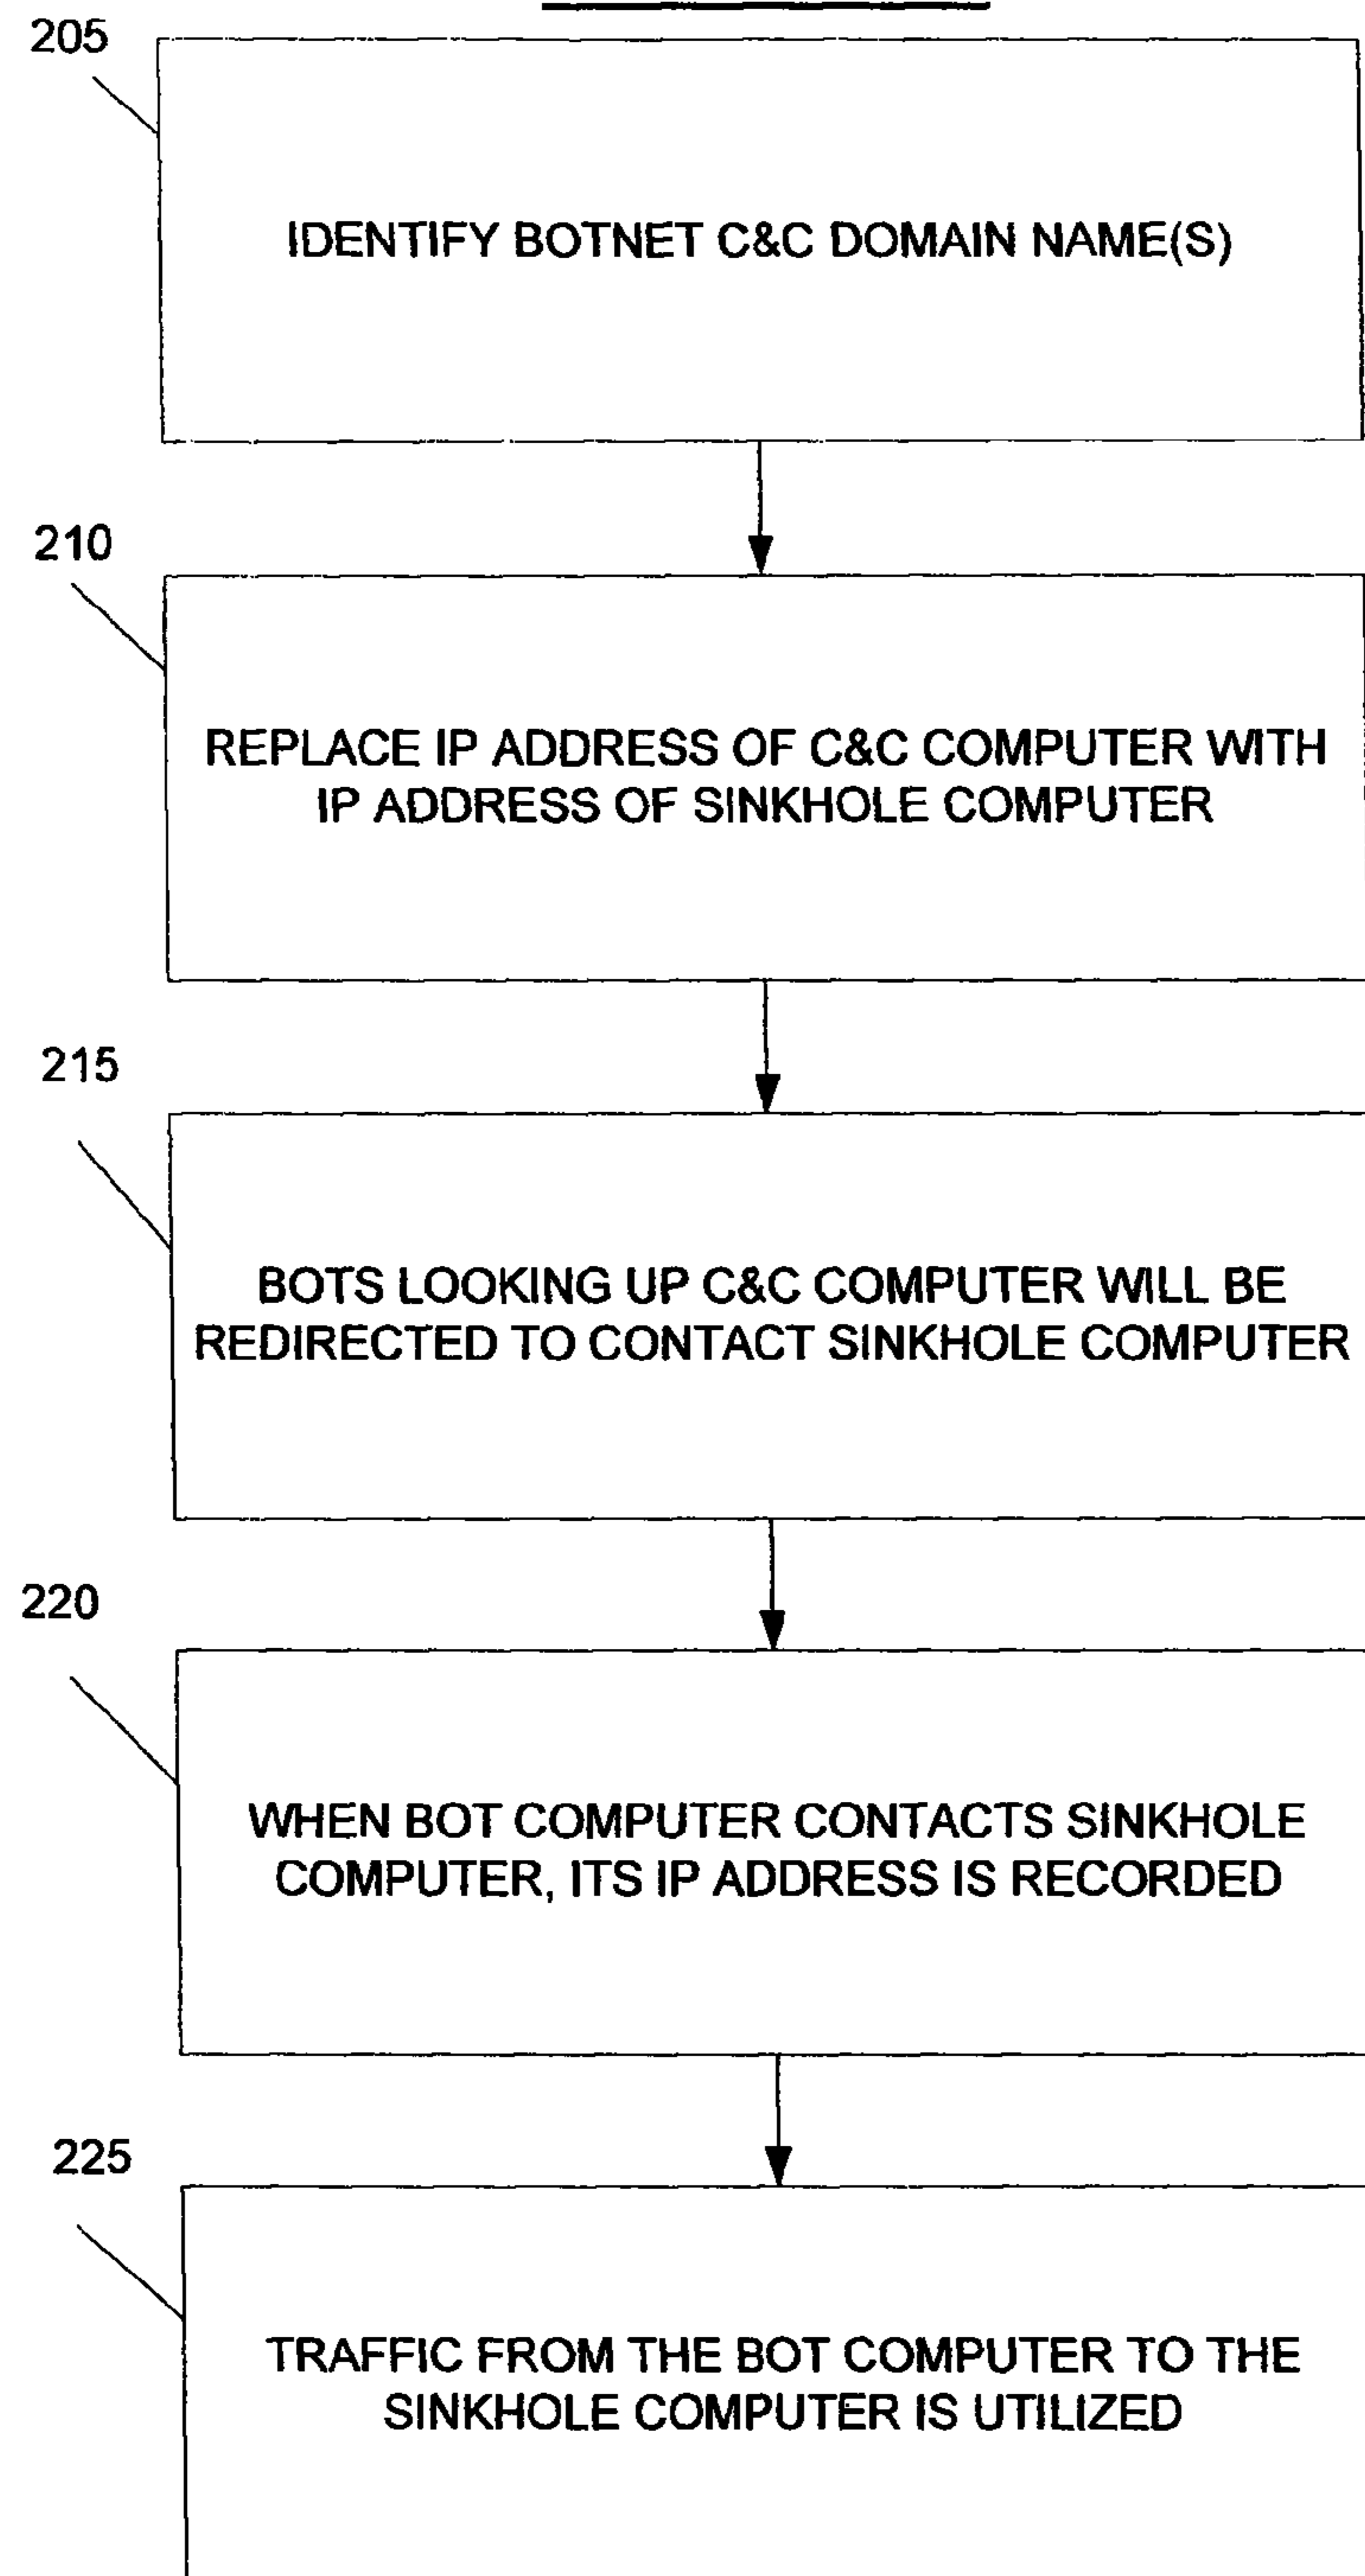 205
IDENTIFY BOTNET C&C DOMAIN NAME(S)
210
REPLACE IP ADDRESS OF C&C COMPUTER WITH
IP ADDRESS OF SINKHOLE COMPUTER
215
BOTS LOOKING UP C&C COMPUTER WILL BE
REDIRECTED TO CONTACT SINKHOLE COMPUTER
220
WHEN BOT COMPUTER CONTACTS SINKHOLE
COMPUTER, ITS IP ADDRESS IS RECORDED
225
TRAFFIC FROM THE BOT COMPUTER TO THE
SINKHOLE COMPUTER IS UTILIZED